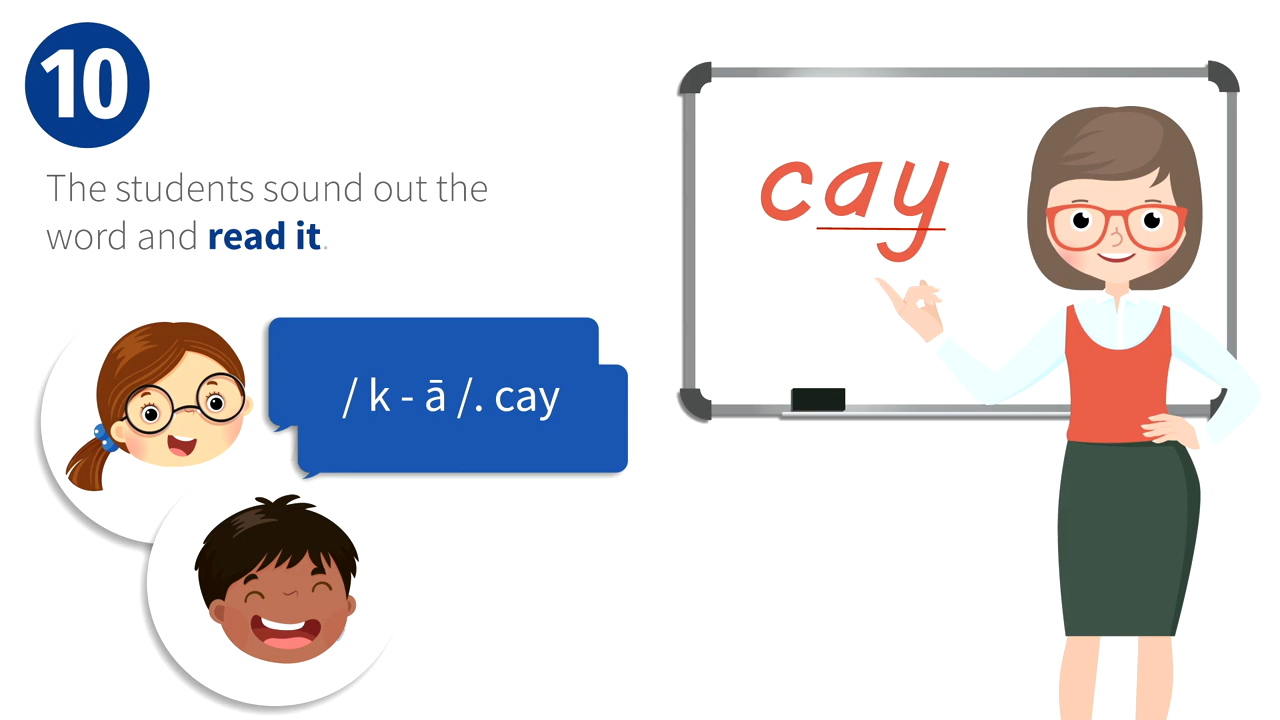 10
The students sound out the
word and read it.
/ k - ā /. cay
cay